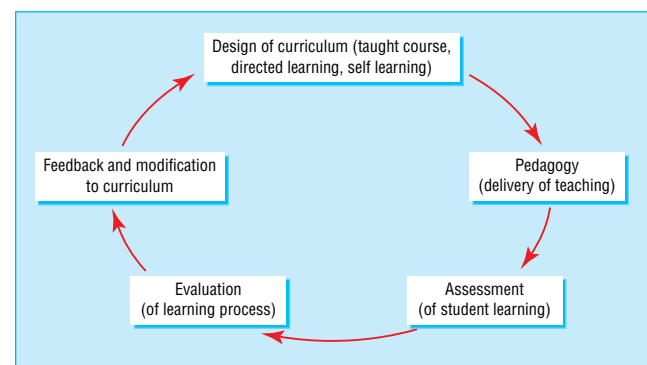 Design of curriculum (taught course,
directed learning, self learning)
Pedagogy
(delivery of teaching)
Assessment
(of student learning)
Evaluation
(of learning process)
Feedback and modification
to curriculum